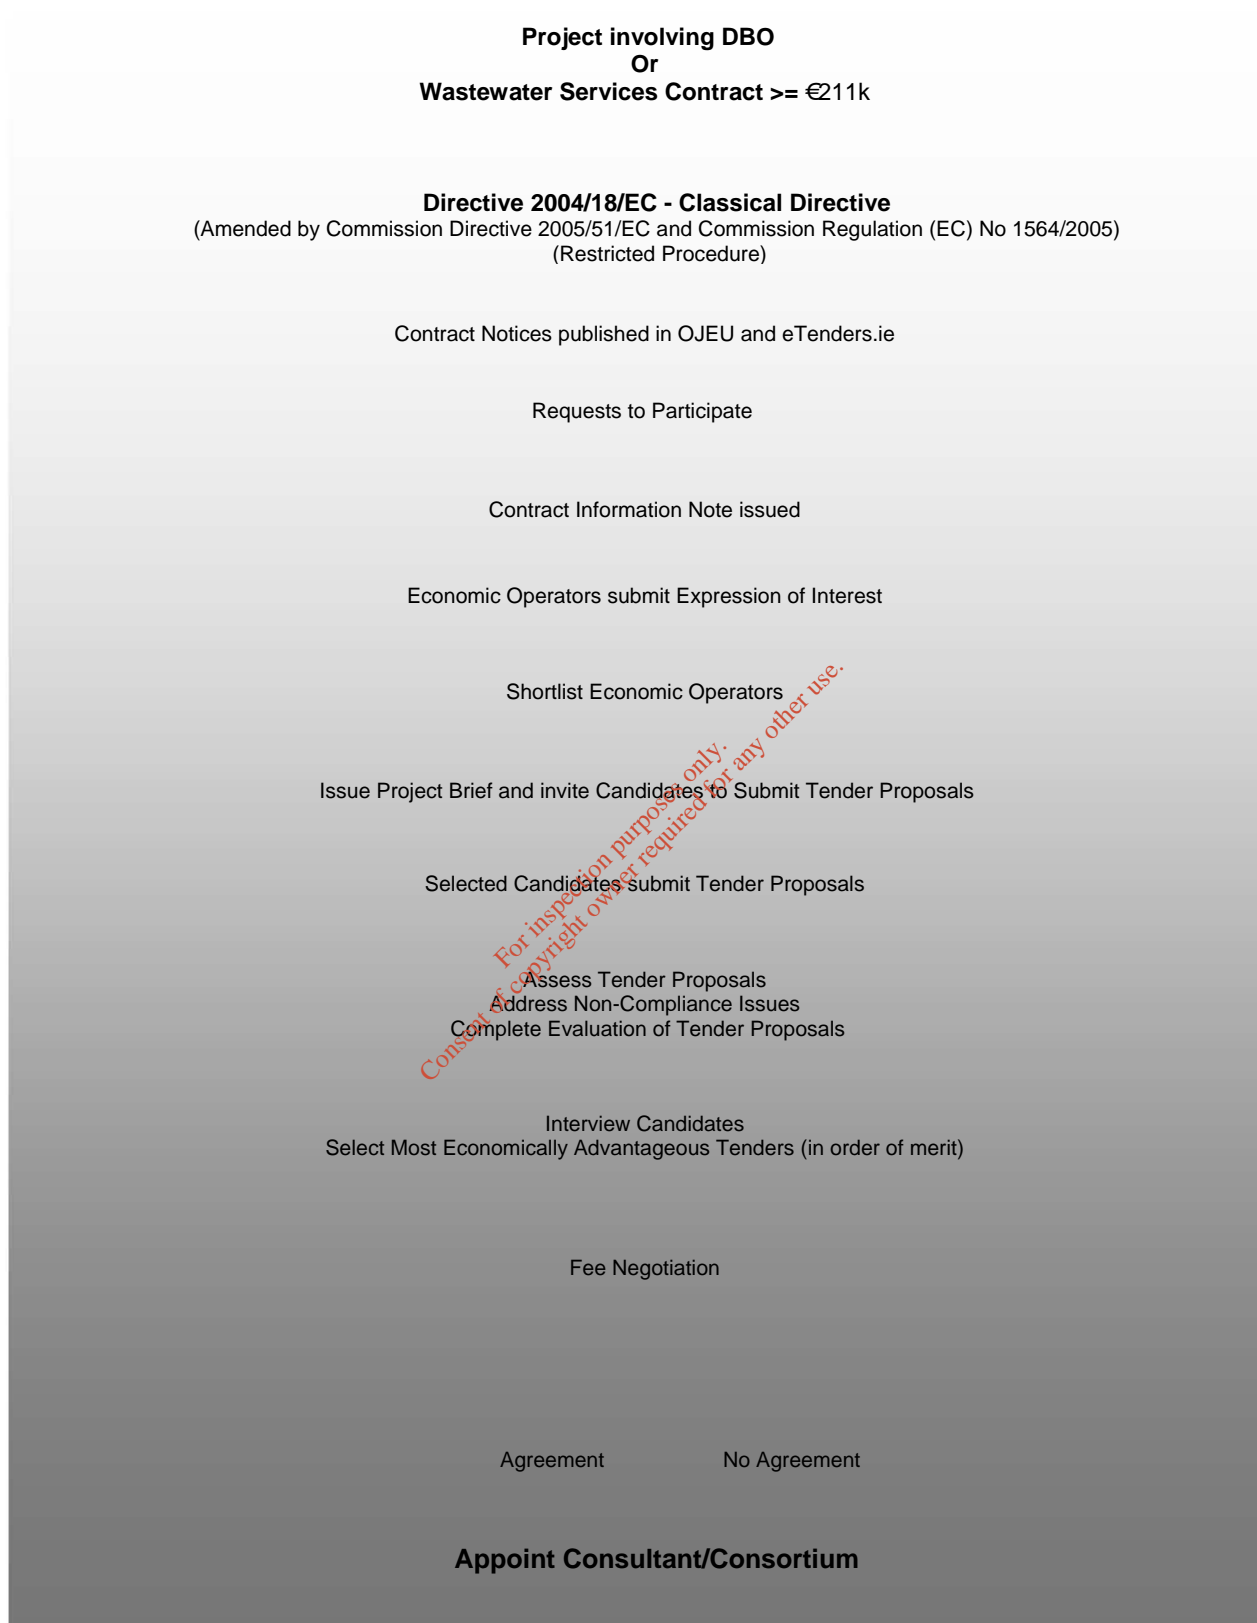 Project involving DBO
Or
Wastewater Services Contract >= €211k
Directive 2004/18/EC - Classical Directive
(Amended by Commission Directive 2005/51/EC and Commission Regulation (EC) No 1564/2005)
(Restricted Procedure)
Contract Notices published in OJEU and eTenders.ie
Requests to Participate
Contract Information Note issued
Economic Operators submit Expression of Interest
Shortlist Economic Operators
Issue Project Brief and invite Candidates to Submit Tender Proposals
Selected Candidates submit Tender Proposals
Assess Tender Proposals
Address Non-Compliance Issues
Complete Evaluation of Tender Proposals
Interview Candidates
Select Most Economically Advantageous Tenders (in order of merit)
Fee Negotiation
Agreement No Agreement
Appoint Consultant/Consortium
For inspection purposes only.
Consent of copyright owner required for any other use.